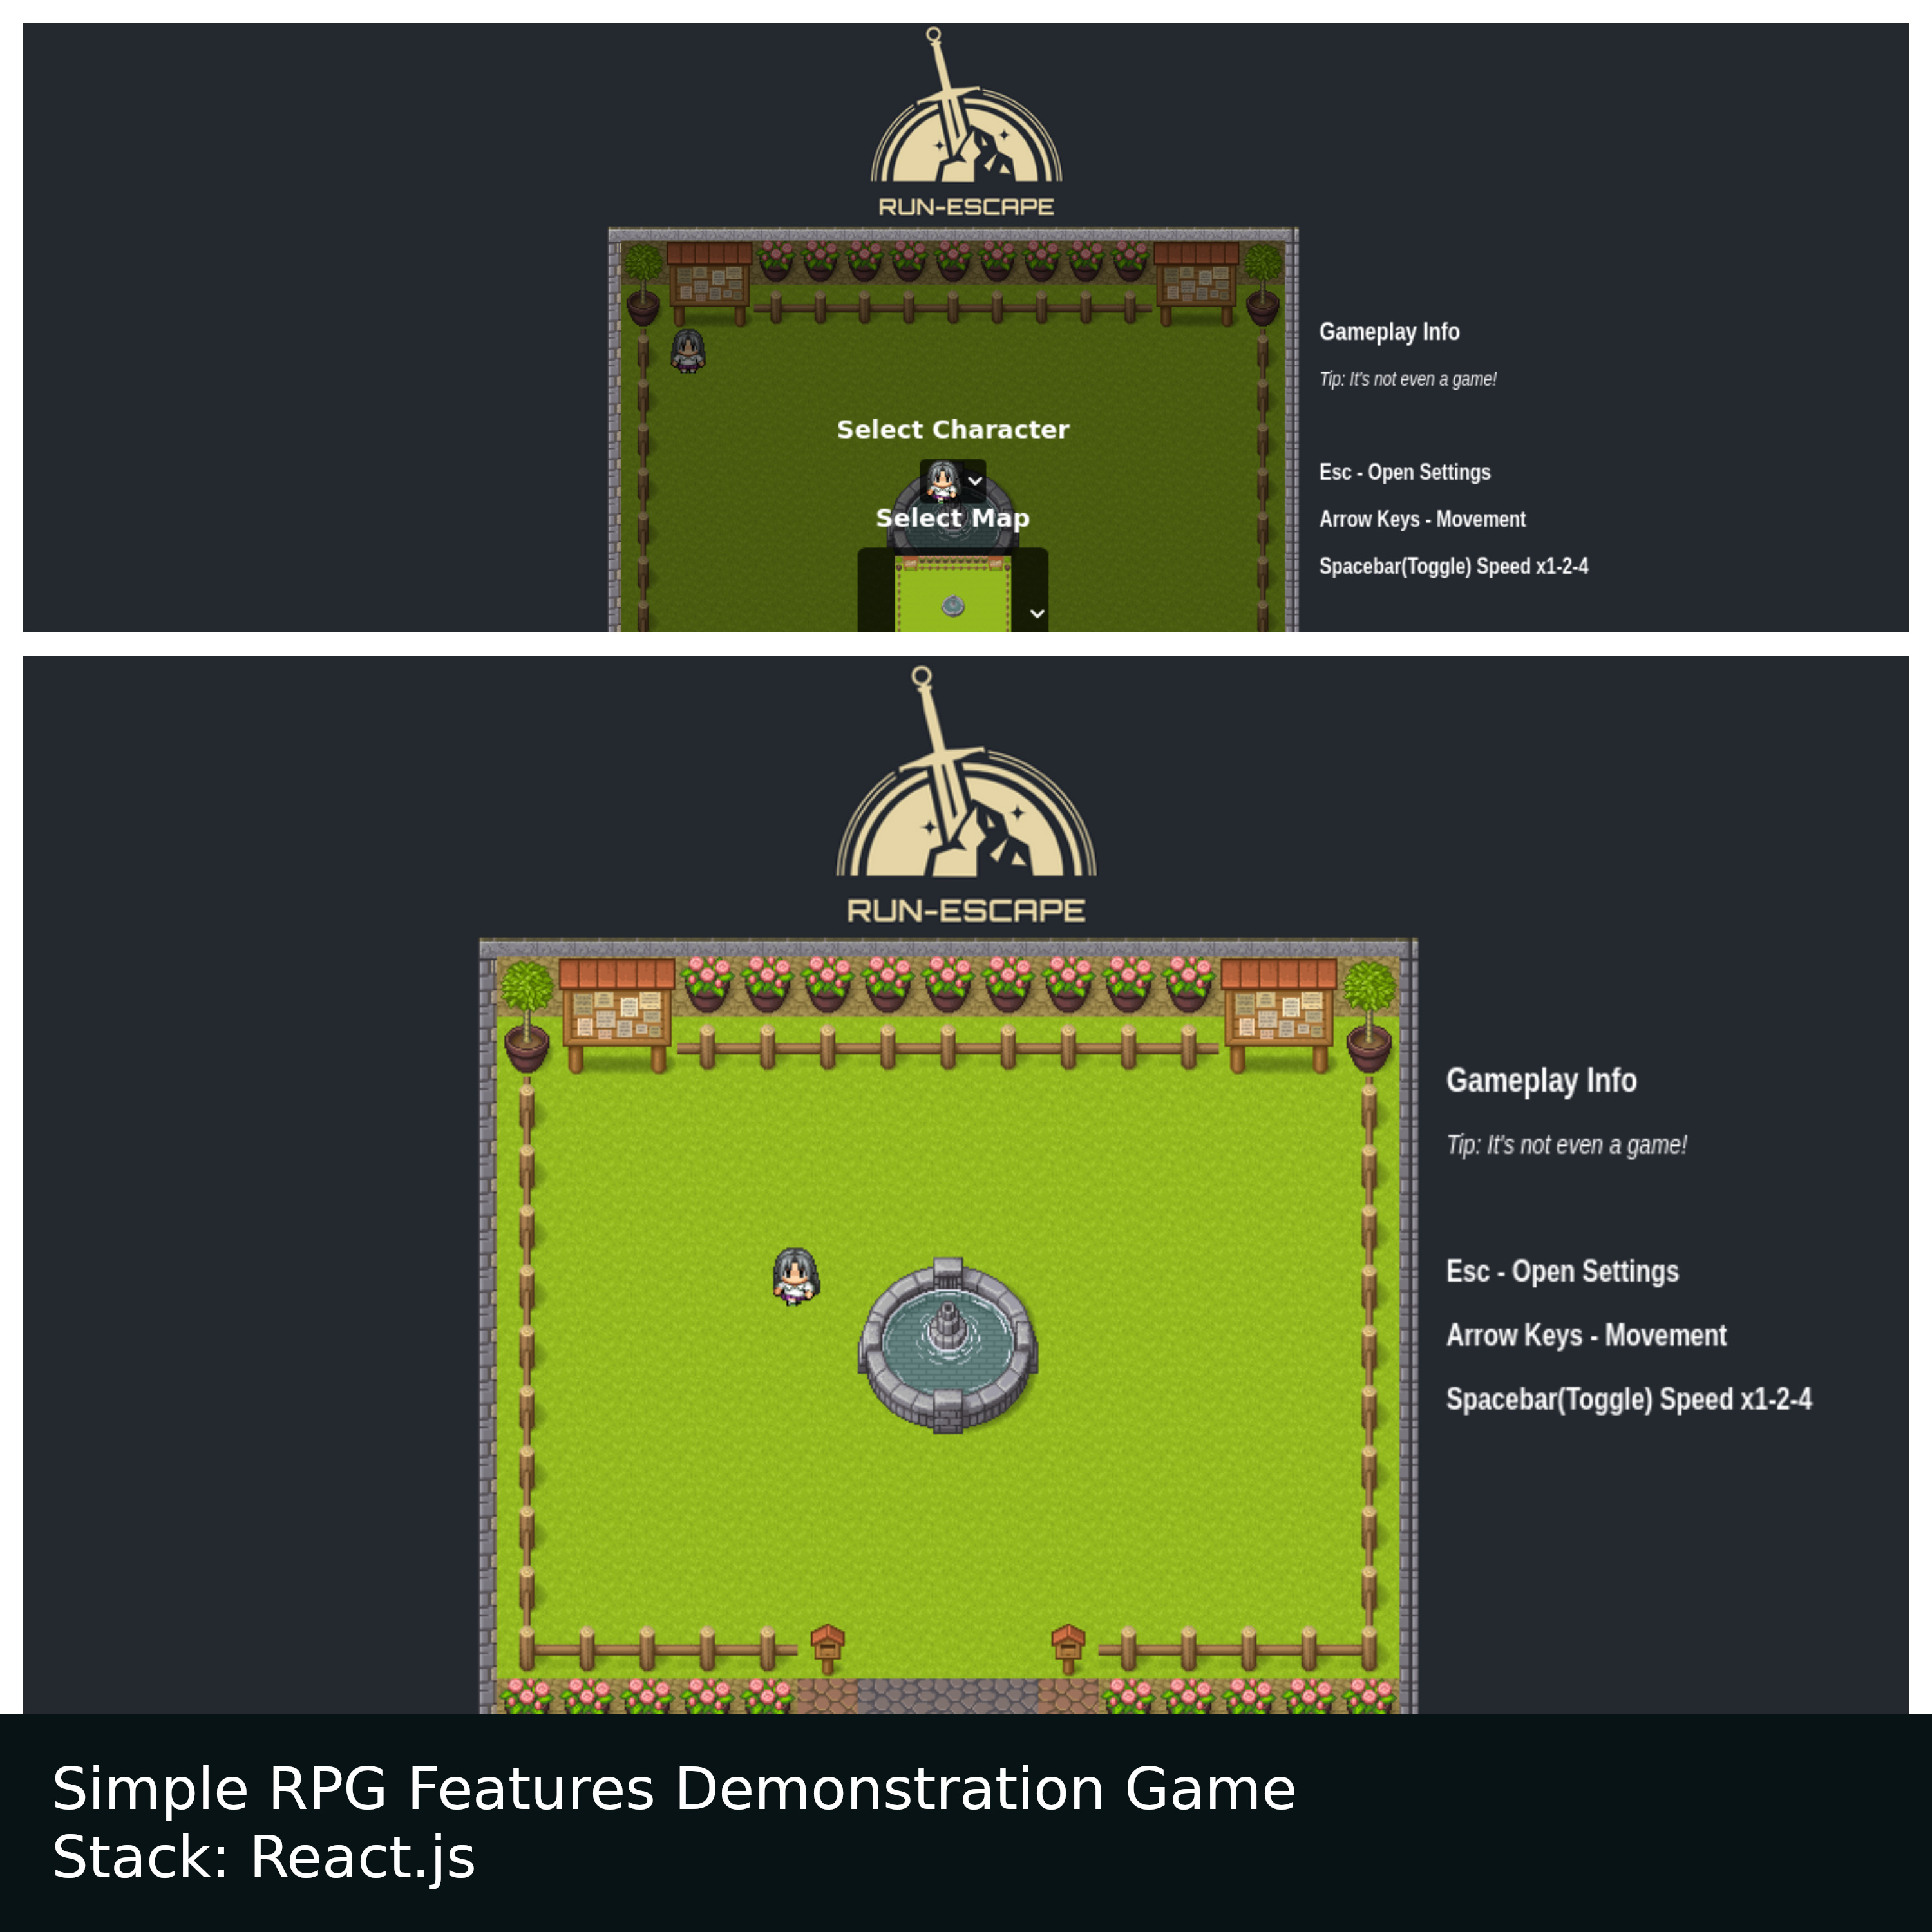 RUN-ESCAPE
Gameplay Info
Tip: It's not even a game!
Select Character
Esc - Open Settings
Select Map
Arrow Keys - Movement
Spacebar(Toggle) Speed x1-2-4
RUN-ESCAPE
Gameplay Info
Tip: It's not even a game!
Esc - Open Settings
Arrow Keys - Movement
Spacebar(Toggle) Speed x1-2-4
Simple RPG Features Demonstration Game
Stack: React.js